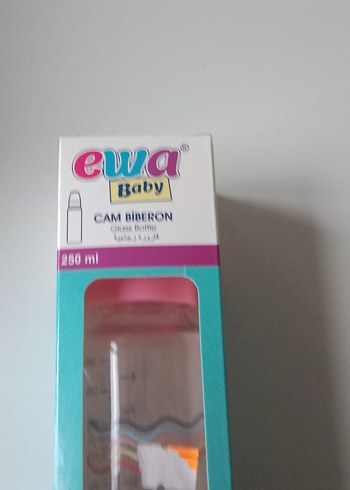 ewa®
Baby
CAM BİBERON
Glass Bottle
250 ml